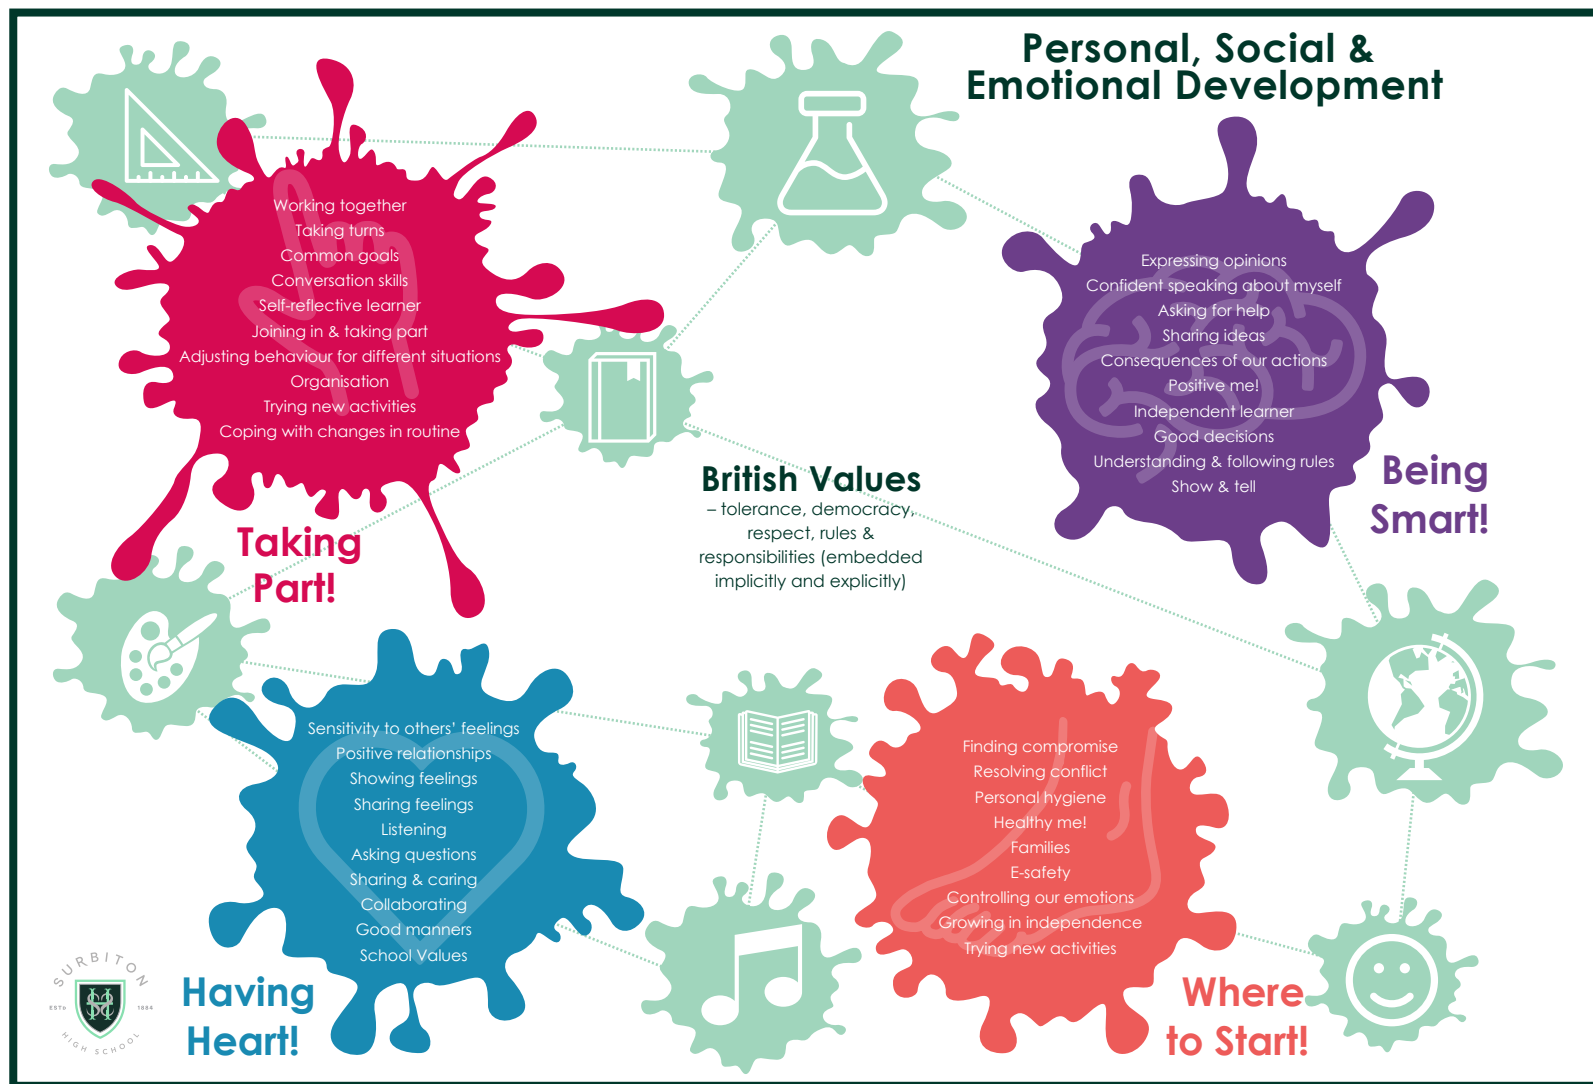 Personal, Social &
Emotional Development
Working together
Taking turns
Common goals
Conversation skills
Self-reflective learner
Joining in & taking part
Adjusting behaviour for different situations
Organisation
Trying new activities
Coping with changes in routine
Taking
Part!
Expressing opinions
Confident speaking about myself
Asking for help
Sharing ideas
Consequences of our actions
Positive me!
Independent learner
Good decisions
Understanding & following rules
Show & tell
Being
Smart!
British Values
– tolerance, democracy,
respect, rules &
responsibilities (embedded
implicitly and explicitly)
Sensitivity to others’ feelings
Positive relationships
Showing feelings
Sharing feelings
Listening
Asking questions
Sharing & caring
Collaborating
Good manners
School Values
Having
Heart!
Finding compromise
Resolving conflict
Personal hygiene
Healthy me!
Families
E-safety
Controlling our emotions
Growing in independence
Trying new activities
Where
to Start!
SURBITON
ESTD 1884
HIGH SCHOOL